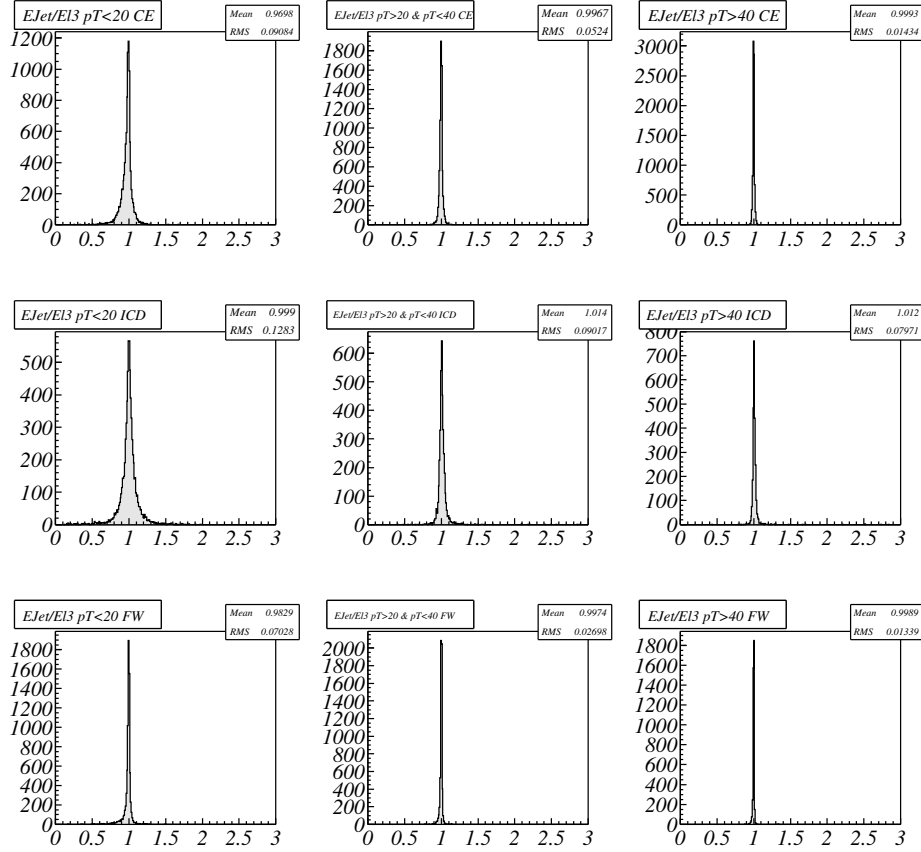 EJet/El3 pT<20 CE
Mean 0.9698
RMS 0.09084
1200
1000
800
600
400
200
0
0 0.5 1 1.5 2 2.5 3
EJet/El3 pT>20 & pT<40 CE
Mean 0.9967
RMS 0.0524
1800
1600
1400
1200
1000
800
600
400
200
0
0 0.5 1 1.5 2 2.5 3
EJet/El3 pT>40 CE
Mean 0.9993
RMS 0.01434
3000
2500
2000
1500
1000
500
0
0 0.5 1 1.5 2 2.5 3
EJet/El3 pT<20 ICD
Mean 0.999
RMS 0.1283
500
400
300
200
100
0
0 0.5 1 1.5 2 2.5 3
EJet/El3 pT>20 & pT<40 ICD
Mean 1.014
RMS 0.09017
600
500
400
300
200
100
0
0 0.5 1 1.5 2 2.5 3
EJet/El3 pT>40 ICD
Mean 1.012
RMS 0.07971
800
700
600
500
400
300
200
100
0
0 0.5 1 1.5 2 2.5 3
EJet/El3 pT<20 FW
Mean 0.9829
RMS 0.07028
1800
1600
1400
1200
1000
800
600
400
200
0
0 0.5 1 1.5 2 2.5 3
EJet/El3 pT>20 & pT<40 FW
Mean 0.9974
RMS 0.02698
2000
1800
1600
1400
1200
1000
800
600
400
200
0
0 0.5 1 1.5 2 2.5 3
EJet/El3 pT>40 FW
Mean 0.9989
RMS 0.01339
1800
1600
1400
1200
1000
800
600
400
200
0
0 0.5 1 1.5 2 2.5 3